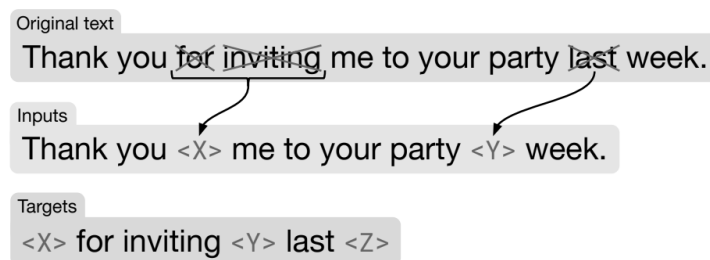 Original text
Thank you for inviting me to your party last week.
Inputs
Thank you <X> me to your party <Y> week.
Targets
<X> for inviting <Y> last <Z>